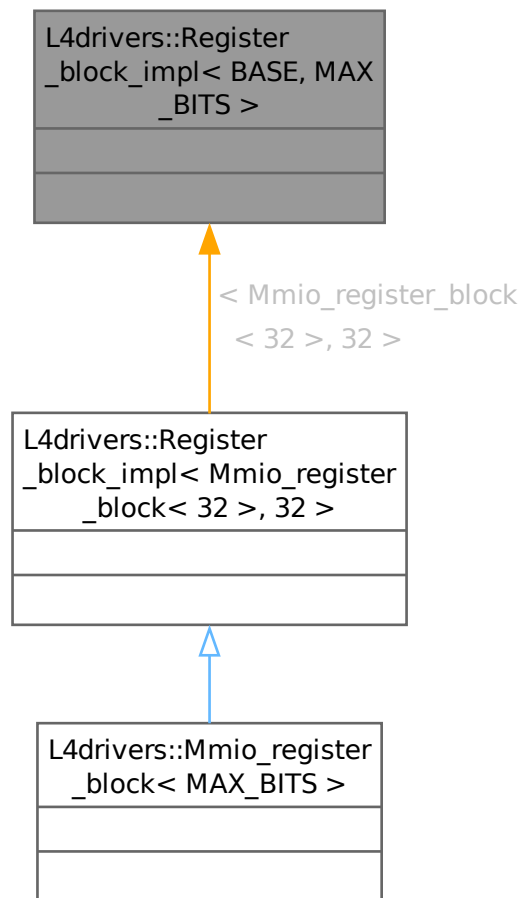 L4drivers::Register
_block_impl< BASE, MAX
_BITS >
< Mmio_register_block
< 32 >, 32 >
L4drivers::Register
_block_impl< Mmio_register
_block< 32 >, 32 >
L4drivers::Mmio_register
_block< MAX_BITS >